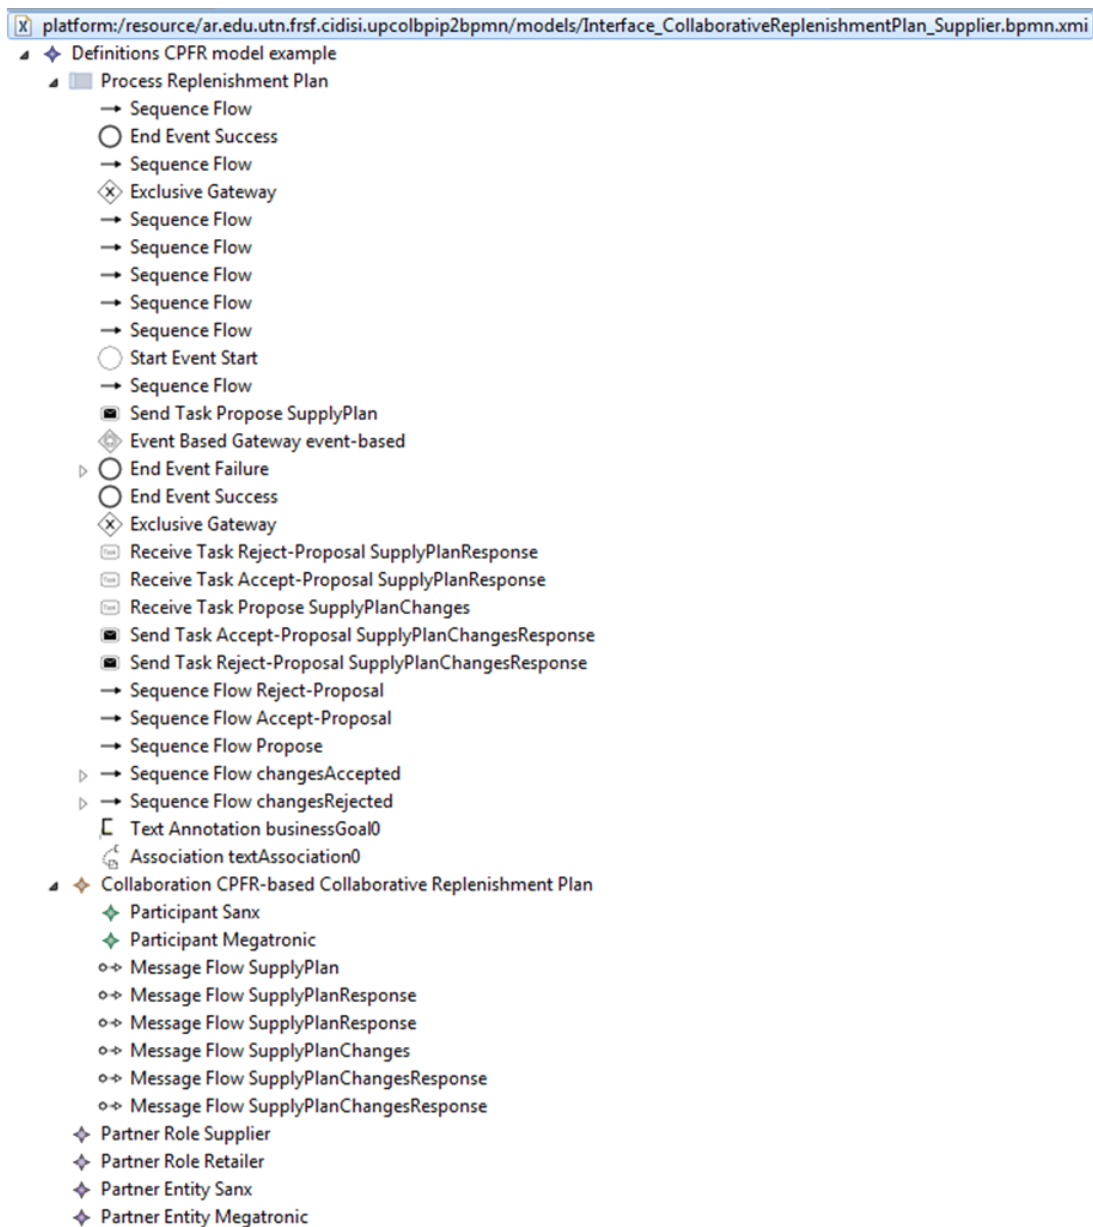 platform:/resource/ar.edu.utn.frsf.cidisi.upcolbpip2bpmn/models/Interface_CollaborativeReplenishmentPlan_Supplier.bpmn.xmi
Definitions CPFR model example
Process Replenishment Plan
Sequence Flow
End Event Success
Sequence Flow
Exclusive Gateway
Sequence Flow
Sequence Flow
Sequence Flow
Sequence Flow
Sequence Flow
Start Event Start
Sequence Flow
Send Task Propose SupplyPlan
Event Based Gateway event-based
End Event Failure
End Event Success
Exclusive Gateway
Receive Task Reject-Proposal SupplyPlanResponse
Receive Task Accept-Proposal SupplyPlanResponse
Receive Task Propose SupplyPlanChanges
Send Task Accept-Proposal SupplyPlanChangesResponse
Send Task Reject-Proposal SupplyPlanChangesResponse
Sequence Flow Reject-Proposal
Sequence Flow Accept-Proposal
Sequence Flow Propose
Sequence Flow changesAccepted
Sequence Flow changesRejected
Text Annotation businessGoal0
Association textAssociation0
Collaboration CPFR-based Collaborative Replenishment Plan
Participant Sanx
Participant Megatronic
Message Flow SupplyPlan
Message Flow SupplyPlanResponse
Message Flow SupplyPlanResponse
Message Flow SupplyPlanChanges
Message Flow SupplyPlanChangesResponse
Message Flow SupplyPlanChangesResponse
Partner Role Supplier
Partner Role Retailer
Partner Entity Sanx
Partner Entity Megatronic